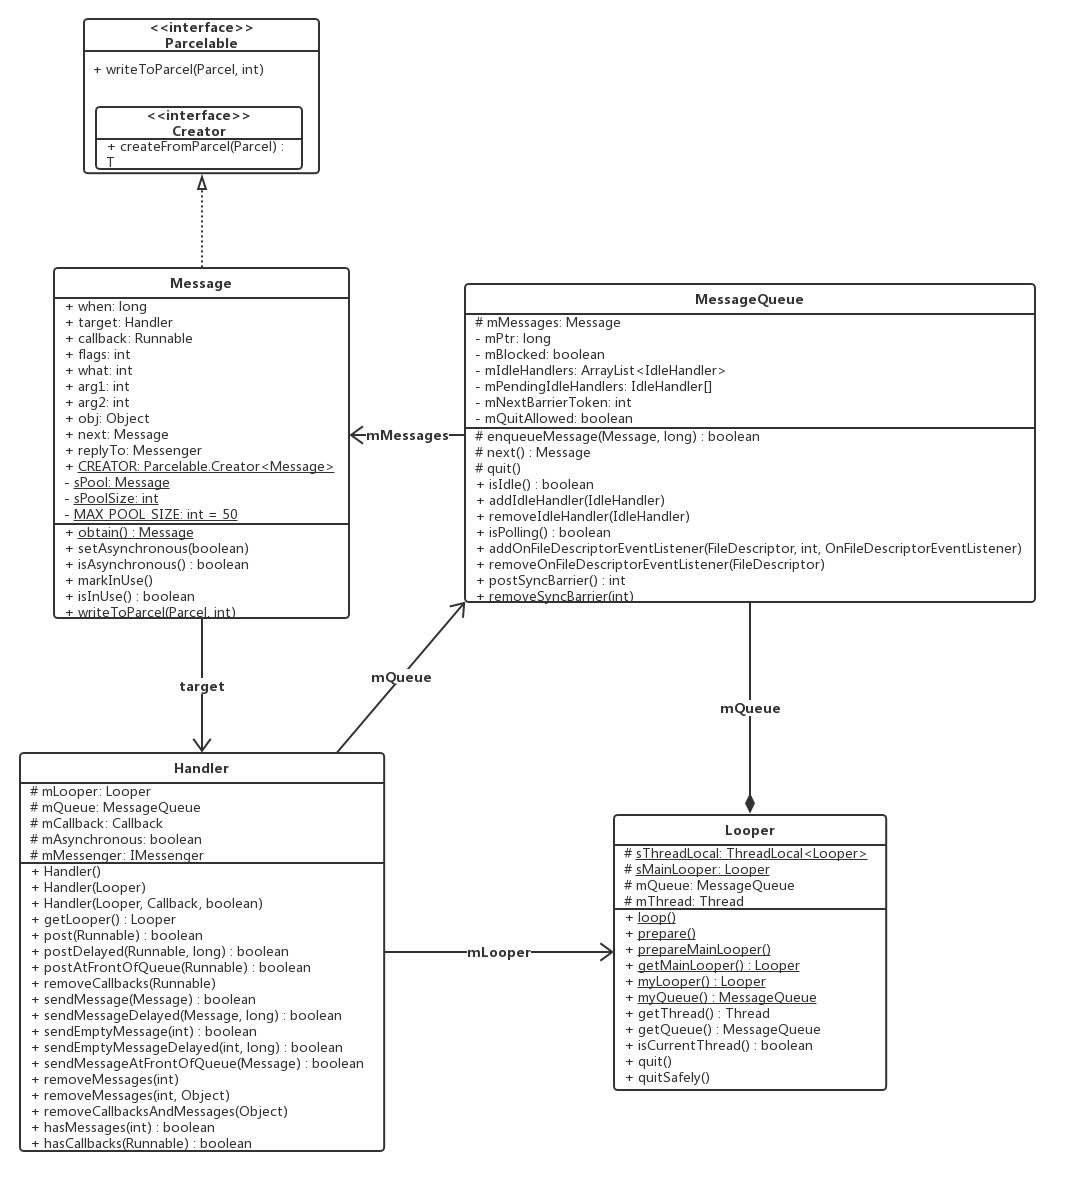 <<interface>>
Parcelable
+ writeToParcel(Parcel, int)
<<interface>>
Creator
+ createFromParcel(Parcel) :
T
Message
+ when: long
+ target: Handler
+ callback: Runnable
+ flags: int
+ what: int
+ arg1: int
+ arg2: int
+ obj: Object
+ next: Message
+ replyTo: Messenger
+ CREATOR: Parcelable.Creator<Message>
- sPool: Message
- sPoolSize: int
- MAX_POOL_SIZE: int = 50
+ obtain() : Message
+ setAsynchronous(boolean)
+ isAsynchronous() : boolean
+ markInUse()
+ isInUse() : boolean
+ writeToParcel(Parcel, int)
mMessages
MessageQueue
# mMessages: Message
- mPtr: long
- mBlocked: boolean
- mIdleHandlers: ArrayList<IdleHandler>
- mPendingIdleHandlers: IdleHandler[]
- mNextBarrierToken: int
- mQuitAllowed: boolean
# enqueueMessage(Message, long) : boolean
# next() : Message
# quit()
+ isIdle() : boolean
+ addIdleHandler(IdleHandler)
+ removeIdleHandler(IdleHandler)
+ isPolling() : boolean
+ addOnFileDescriptorEventListener(FileDescriptor, int, OnFileDescriptorEventListener)
+ removeOnFileDescriptorEventListener(FileDescriptor)
+ postSyncBarrier() : int
+ removeSyncBarrier(int)
target
mQueue
mQueue
Handler
# mLooper: Looper
# mQueue: MessageQueue
# mCallback: Callback
# mAsynchronous: boolean
# mMessenger: IMessenger
+ Handler()
+ Handler(Looper)
+ Handler(Looper, Callback, boolean)
+ getLooper() : Looper
+ post(Runnable) : boolean
+ postDelayed(Runnable, long) : boolean
+ postAtFrontOfQueue(Runnable) : boolean
+ removeCallbacks(Runnable)
+ sendMessage(Message) : boolean
+ sendMessageDelayed(Message, long) : boolean
+ sendEmptyMessage(int) : boolean
+ sendEmptyMessageDelayed(int, long) : boolean
+ sendMessageAtFrontOfQueue(Message) : boolean
+ removeMessages(int)
+ removeMessages(int, Object)
+ removeCallbacksAndMessages(Object)
+ hasMessages(int) : boolean
+ hasCallbacks(Runnable) : boolean
mLooper
Looper
# sThreadLocal: ThreadLocal<Looper>
# sMainLooper: Looper
# mQueue: MessageQueue
# mThread: Thread
+ loop()
+ prepare()
+ prepareMainLooper()
+ getMainLooper() : Looper
+ myLooper() : Looper
+ myQueue() : MessageQueue
+ getThread() : Thread
+ getQueue() : MessageQueue
+ isCurrentThread() : boolean
+ quit()
+ quitSafely()